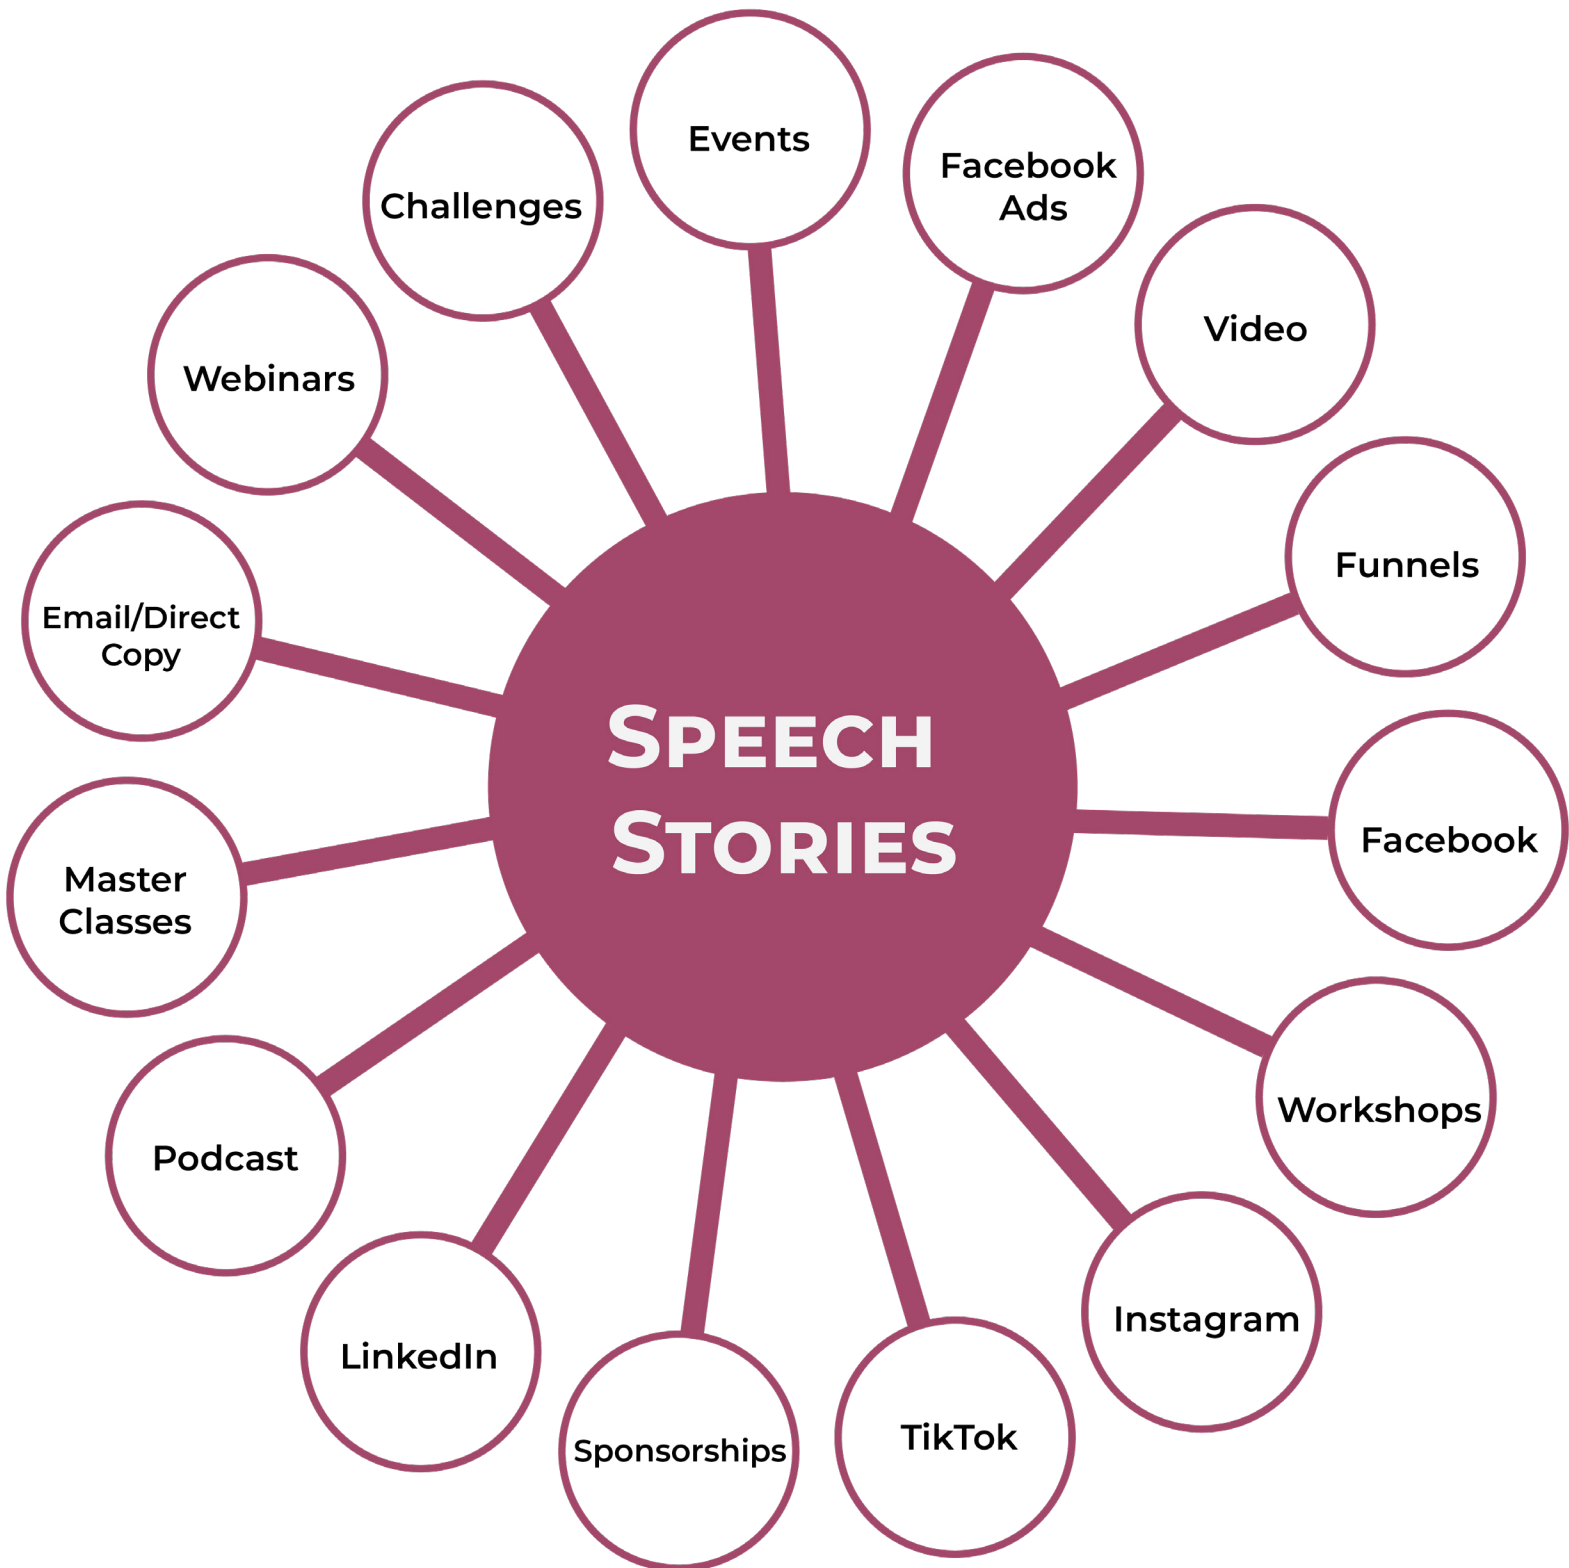 Events
Facebook
Ads
Video
Funnels
Facebook
Workshops
Instagram
TikTok
Sponsorships
LinkedIn
Podcast
Master
Classes
Email/Direct
Copy
Webinars
Challenges
SPEECH
STORIES